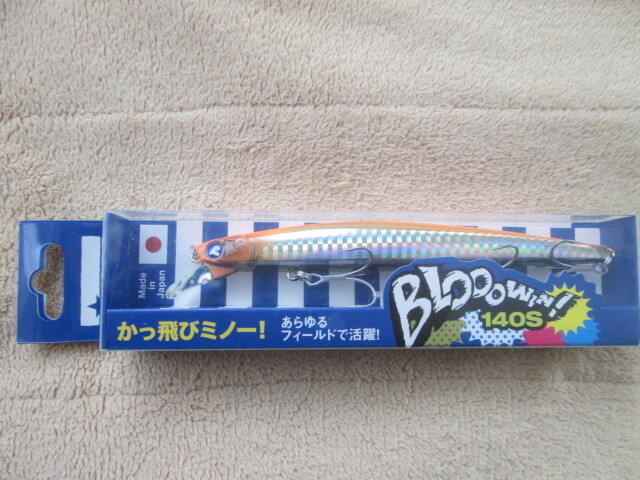 Made
in
Japan
かっ飛びミノー!
あらゆる
フィールドで活躍!
BLOOOWIN!
140S